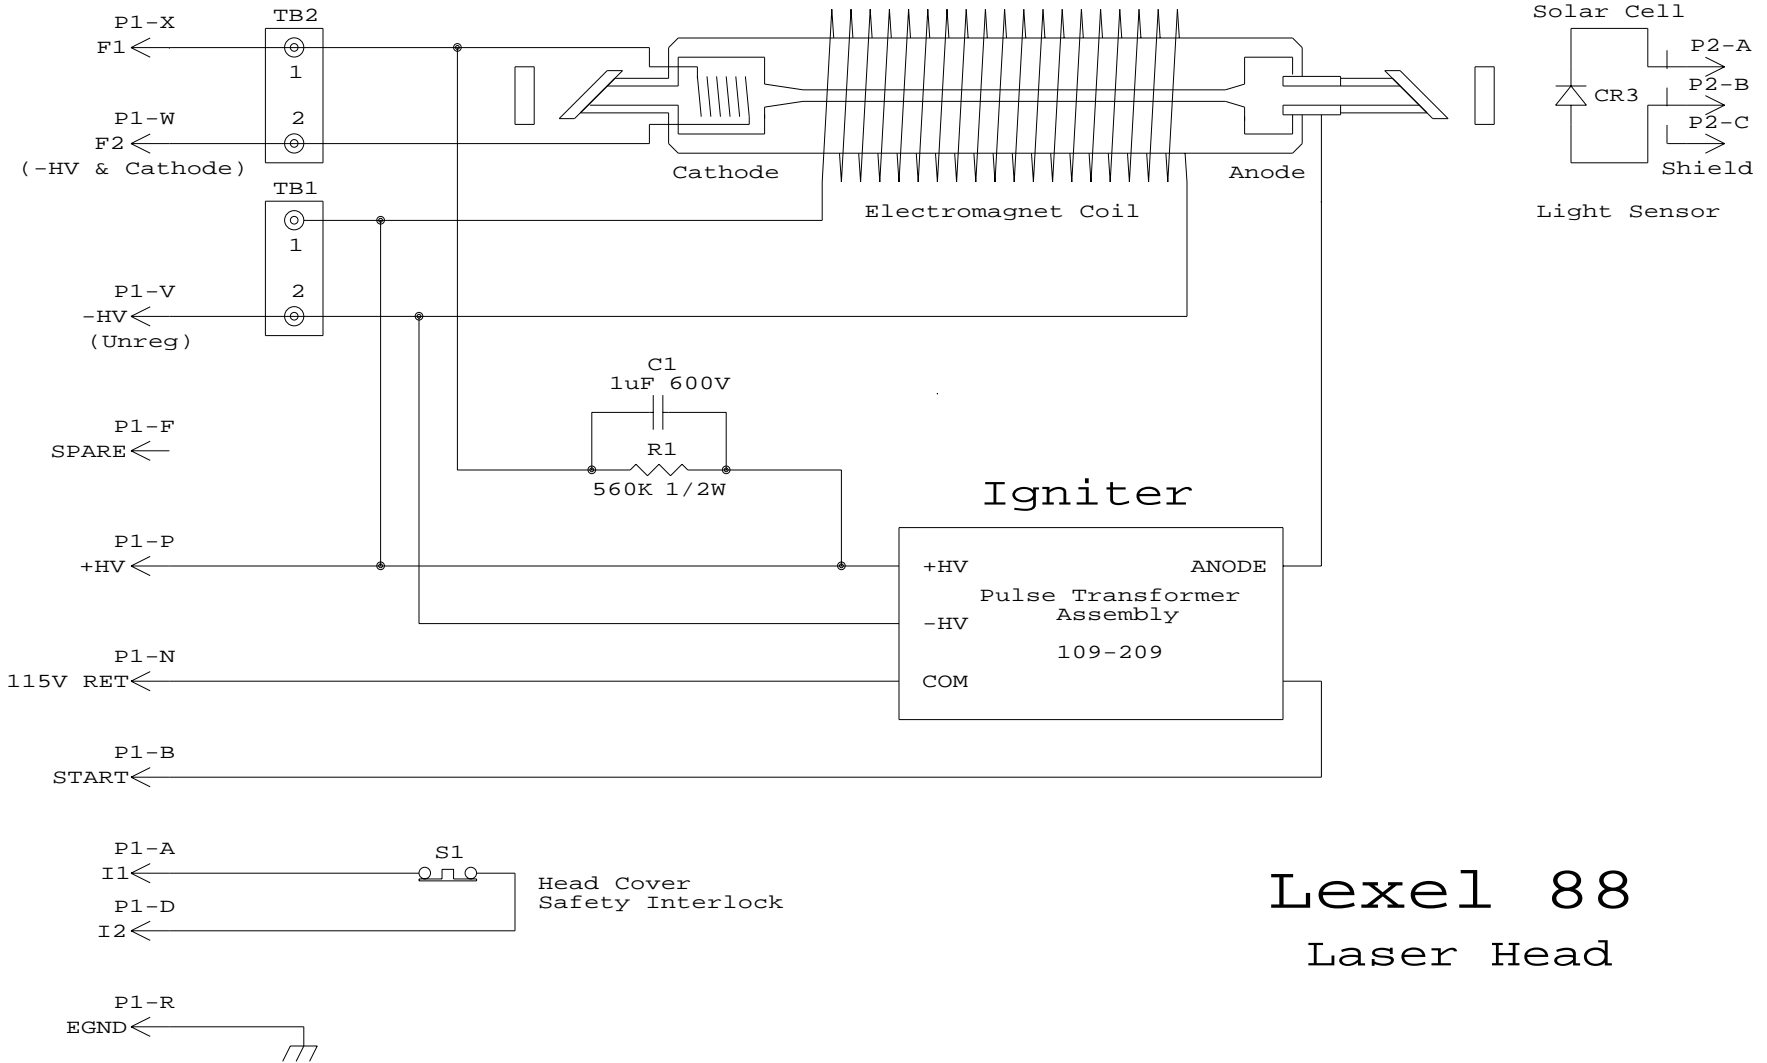 P1-X
F1
TB2
1
2
P1-W
F2
(-HV & Cathode)
TB1
1
2
P1-V
-HV
(Unreg)
Cathode
Anode
Electromagnet Coil
Solar Cell
CR3
P2-A
P2-B
P2-C
Shield
Light Sensor
C1
1uF 600V
R1
560K 1/2W
P1-F
SPARE
P1-P
+HV
P1-N
115V RET
P1-B
START
Igniter
+HV
ANODE
Pulse Transformer
Assembly
-HV
109-209
COM
P1-A
I1
S1
Head Cover
Safety Interlock
P1-D
I2
P1-R
EGND
Lexel 88
Laser Head